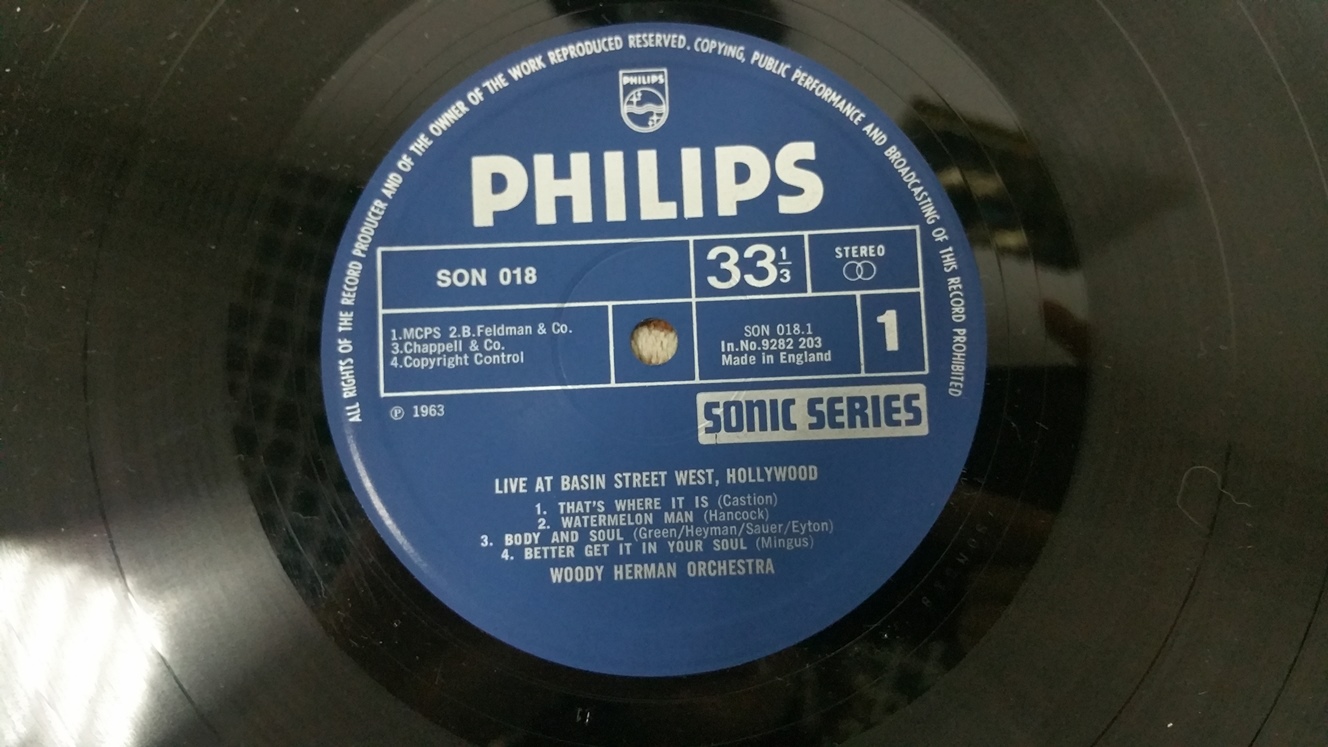 ALL RIGHTS OF THE RECORD PRODUCER AND OF THE OWNER OF THE WORK REPRODUCED RESERVED. COPYING, PUBLIC PERFORMANCE AND BROADCASTING OF THIS RECORD PROHIBITED
PHILIPS
PHILIPS
SON 018
33 1/3
STEREO
1.MCPS 2.B.Feldman & Co.
3.Chappell & Co.
4.Copyright Control
SON 018.1
In.No.9282 203
Made in England
1
℗ 1963
SONIC SERIES
LIVE AT BASIN STREET WEST, HOLLYWOOD
1. THAT'S WHERE IT IS (Castion)
2. WATERMELON MAN (Hancock)
3. BODY AND SOUL (Green/Heyman/Sauer/Eyton)
4. BETTER GET IT IN YOUR SOUL (Mingus)
WOODY HERMAN ORCHESTRA